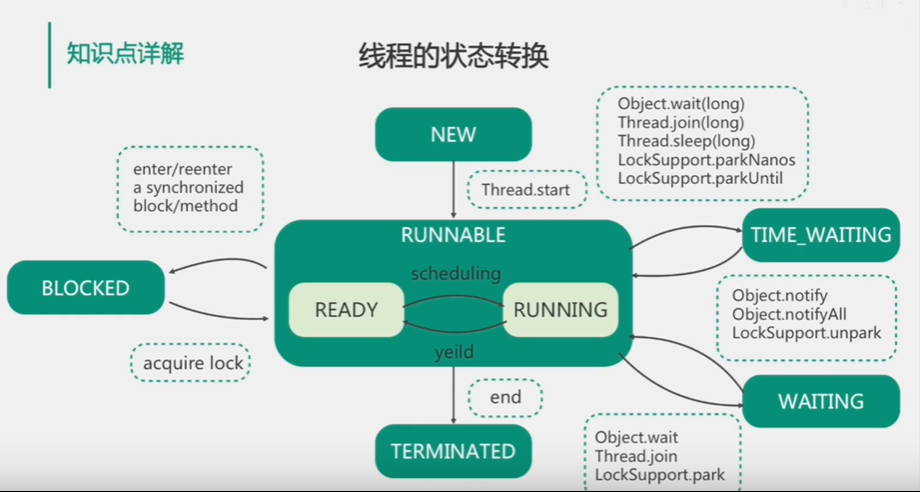 知识点详解
线程的状态转换
NEW
Thread.start
Object.wait(long)
Thread.join(long)
Thread.sleep(long)
LockSupport.parkNanos
LockSupport.parkUntil
enter/reenter
a synchronized
block/method
RUNNABLE
TIME_WAITING
scheduling
BLOCKED
READY
RUNNING
Object.notify
Object.notifyAll
LockSupport.unpark
yeild
acquire lock
end
WAITING
TERMINATED
Object.wait
Thread.join
LockSupport.park